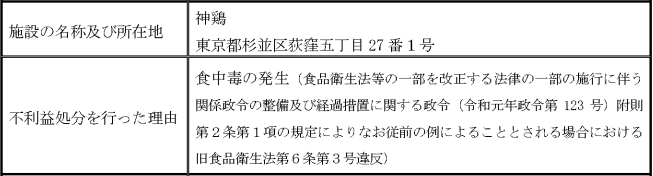 施設の名称及び所在地
神鶏
東京都杉並区荻窪五丁目27番1号
不利益処分を行った理由
食中毒の発生（食品衛生法等の一部を改正する法律の一部の施行に伴う
関係政令の整備及び経過措置に関する政令（令和元年政令第 123 号）附則
第２条第１項の規定によりなお従前の例によることとされる場合における
旧食品衛生法第６条第３号違反）